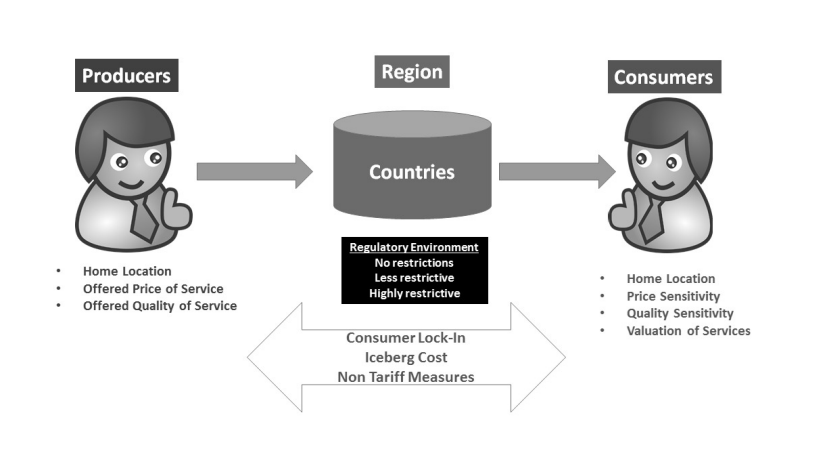 Producers
Region
Consumers
Countries
Regulatory Environment
No restrictions
Less restrictive
Highly restrictive
• Home Location
• Offered Price of Service
• Offered Quality of Service
• Home Location
• Price Sensitivity
• Quality Sensitivity
• Valuation of Services
Consumer Lock-In
Iceberg Cost
Non Tariff Measures